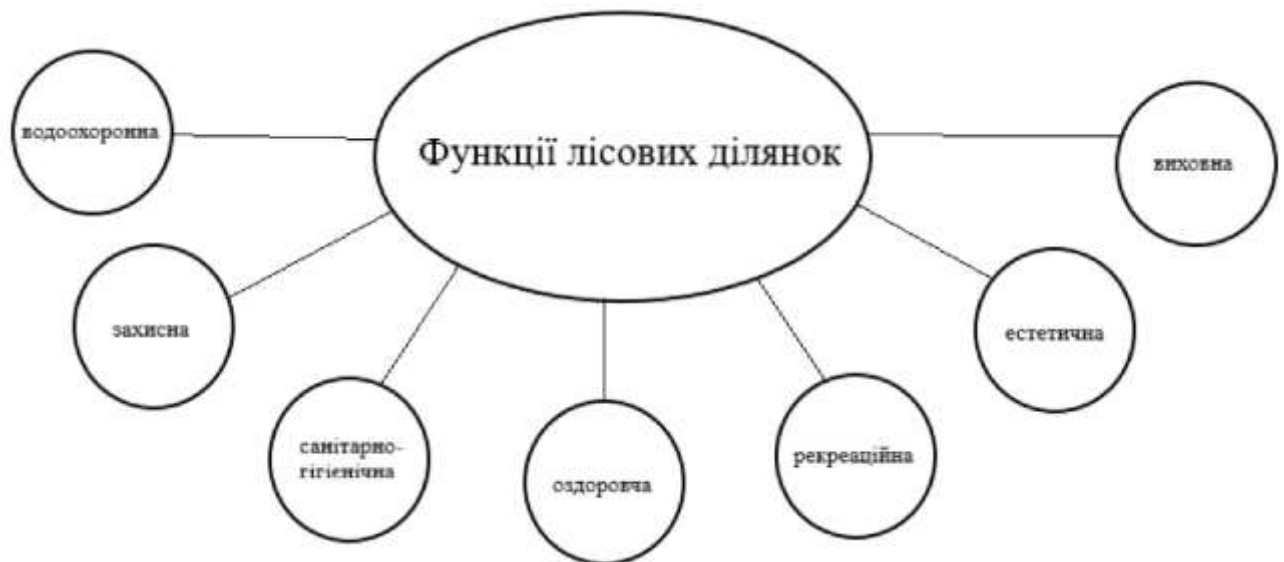 Функції лісових ділянок
водоохоронна
захисна
санітарно-
гігієнічна
оздоровча
рекреаційна
естетична
виховна